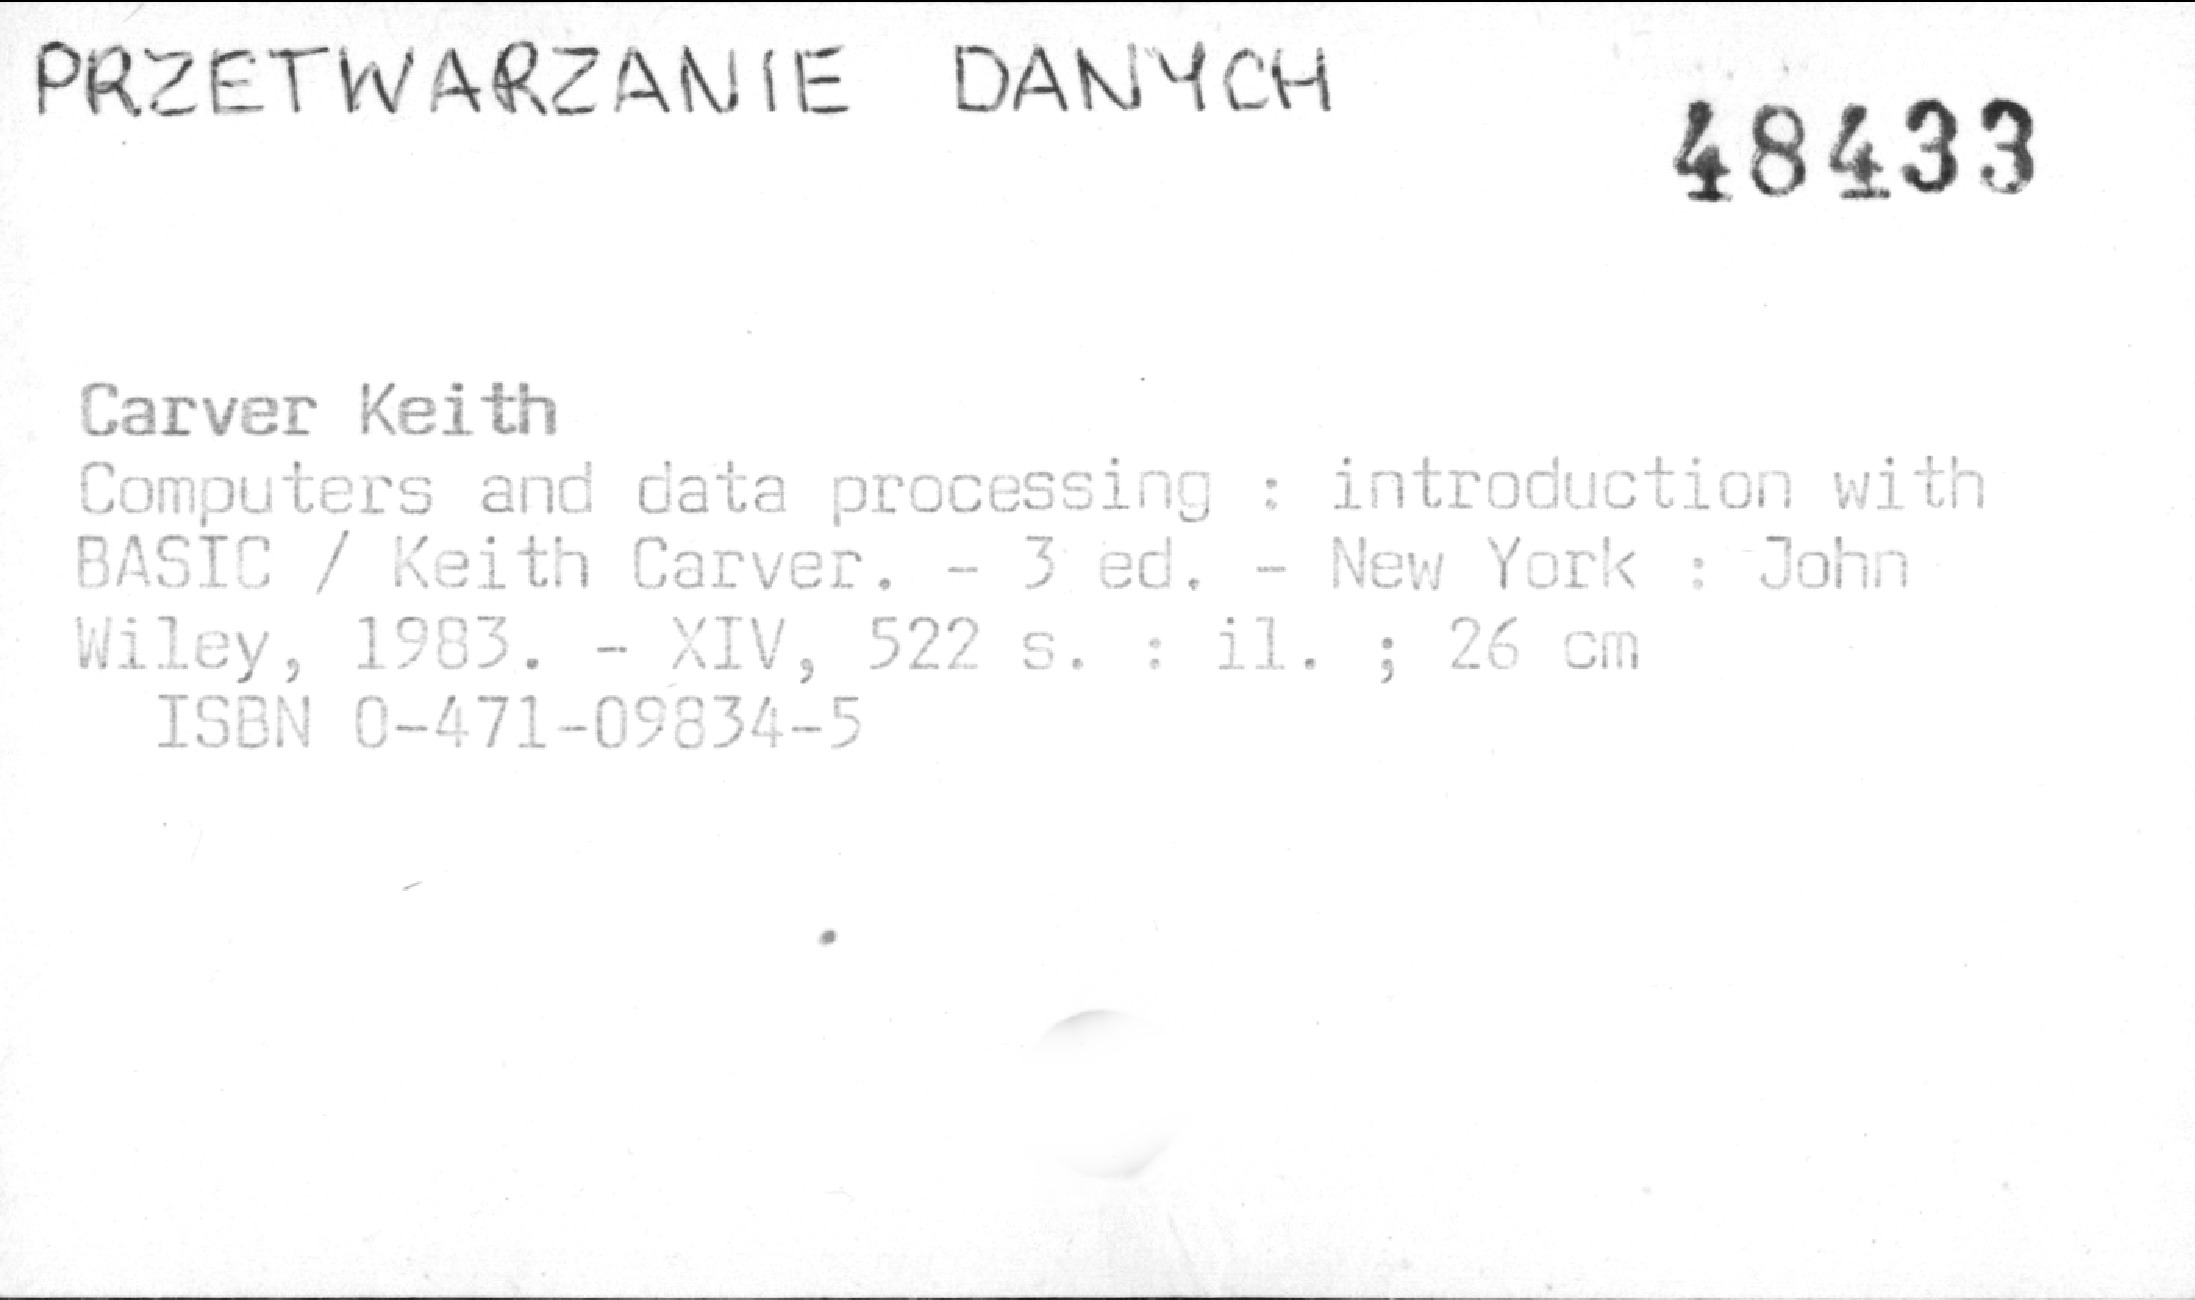 PRZETWARZANIE DANYCH
48433
Carver Keith
Computers and data processing : introduction with
BASIC / Keith Carver. - 3 ed. - New York : John
Wiley, 1983. - XIV, 522 s. : il. ; 26 cm
ISBN 0-471-09834-5